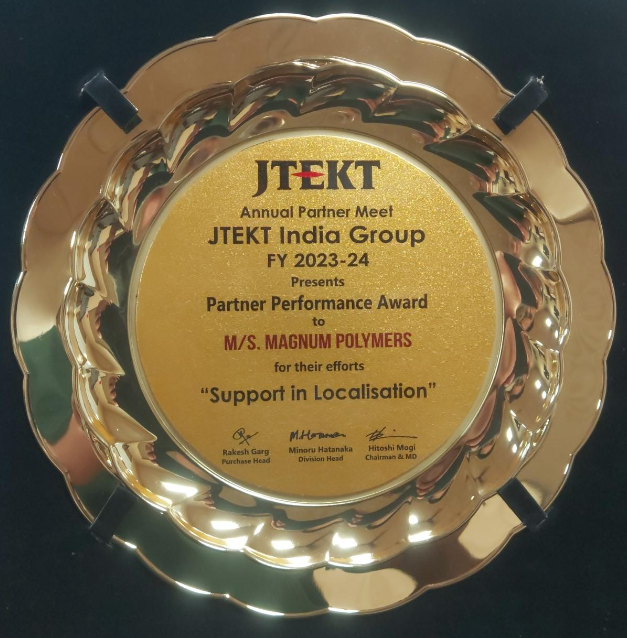 JTEKT
Annual Partner Meet
JTEKT India Group
FY 2023-24
Presents
Partner Performance Award
to
M/S. MAGNUM POLYMERS
for their efforts
“Support in Localisation”
Rakesh Garg Minoru Hatanaka Hitoshi Mogi
Purchase Head Division Head Chairman & MD